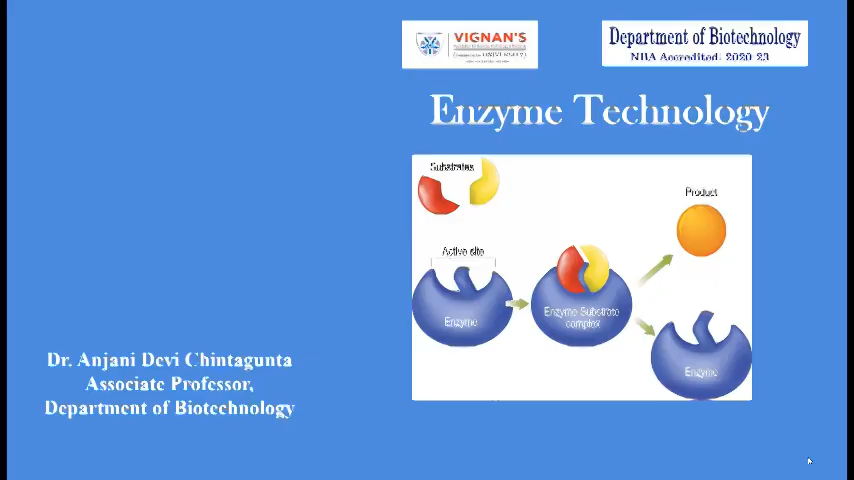 VIGNAN'S
UNIVERSITY
Department of Biotechnology
NBA Accredited: 2020-23
Enzyme Technology
Substrates
Product
Active site
Enzyme
Enzyme Substrate
complex
Enzyme
Dr. Anjani Devi Chintagunta
Associate Professor,
Department of Biotechnology